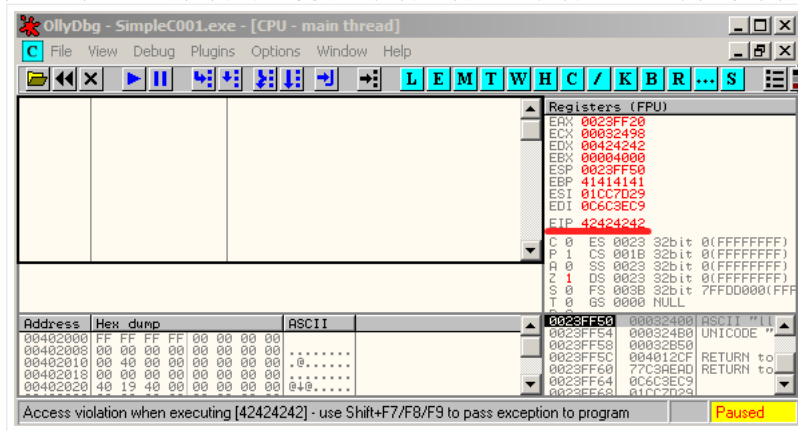 OllyDbg - SimpleC001.exe - [CPU - main thread]
C File View Debug Plugins Options Window Help
L E M T W H C / K B R ... S
Registers (FPU)
EAX 0023FF20
ECX 00032498
EDX 00424242
EBX 00004000
ESP 0023FF50
EBP 41414141
ESI 01CC7D29
EDI 0C6C3EC9
EIP 42424242
C 0 ES 0023 32bit 0(FFFFFFFF)
P 1 CS 001B 32bit 0(FFFFFFFF)
A 0 SS 0023 32bit 0(FFFFFFFF)
Z 1 DS 0023 32bit 0(FFFFFFFF)
S 0 FS 003B 32bit 7FFDD000(FFF
T 0 GS 0000 NULL
Address Hex dump ASCII
00402000 FF FF FF FF 00 00 00 00
00402008 00 00 00 00 00 00 00 00 ........
00402010 00 40 00 00 00 00 00 00 .@......
00402018 00 00 00 00 00 00 00 00 ........
00402020 40 19 40 00 00 00 00 00 @↓@.....
0023FF50 00032400 ASCII "ll
0023FF54 000324B0 UNICODE "
0023FF58 00032B50
0023FF5C 004012CF RETURN to
0023FF60 77C3AEAD RETURN to
0023FF64 0C6C3EC9
0023FF68 01CC7D29
Access violation when executing [42424242] - use Shift+F7/F8/F9 to pass exception to program Paused